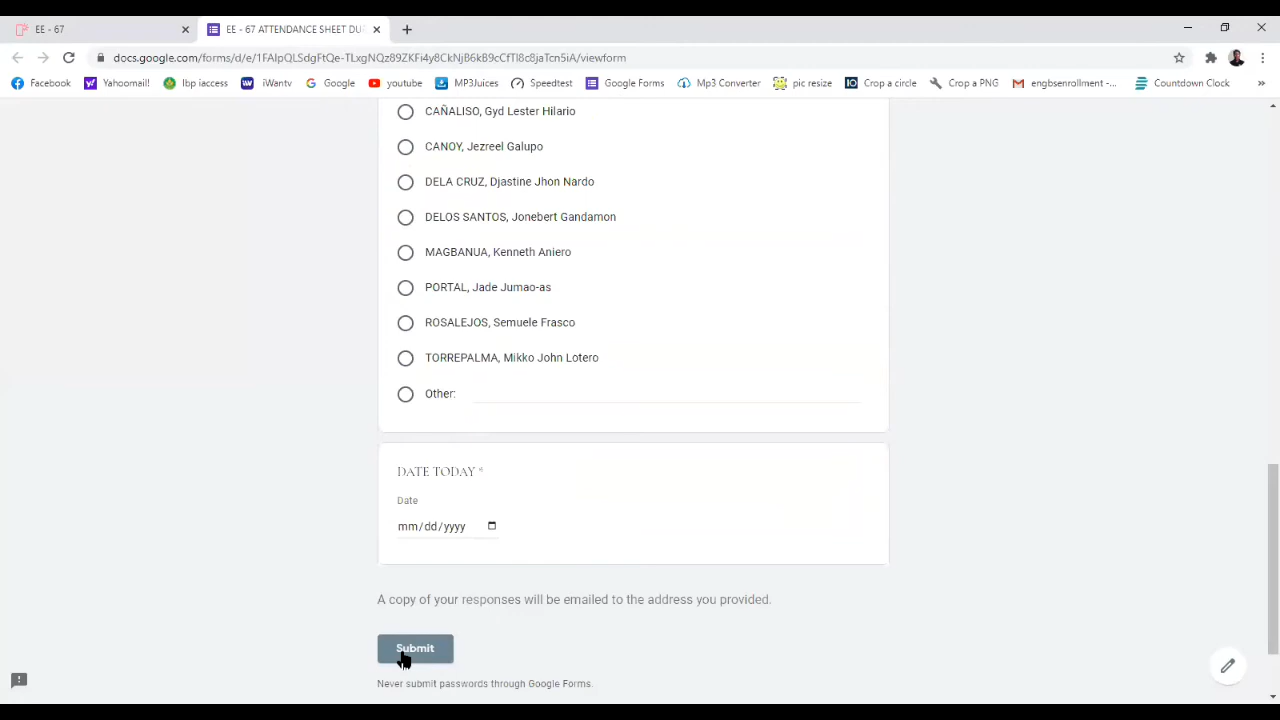 EE - 67
EE - 67 ATTENDANCE SHEET DU
docs.google.com/forms/d/e/1FAIpQLSdgFtQe-TLxgNQz89ZKFi4y8CkNjB6kB9cCfTl8c8jaTcn5iA/viewform
Facebook Yahoomail! lbp iaccess iWantv Google youtube MP3Juices Speedtest Google Forms Mp3 Converter pic resize Crop a circle Crop a PNG engbsenrollment -... Countdown Clock »
CAÑALISO, Gyd Lester Hilario
CANOY, Jezreel Galupo
DELA CRUZ, Djastine Jhon Nardo
DELOS SANTOS, Jonebert Gandamon
MAGBANUA, Kenneth Aniero
PORTAL, Jade Jumao-as
ROSALEJOS, Semuele Frasco
TORREPALMA, Mikko John Lotero
Other:
DATE TODAY *
Date
mm/dd/yyyy
A copy of your responses will be emailed to the address you provided.
Submit
Never submit passwords through Google Forms.